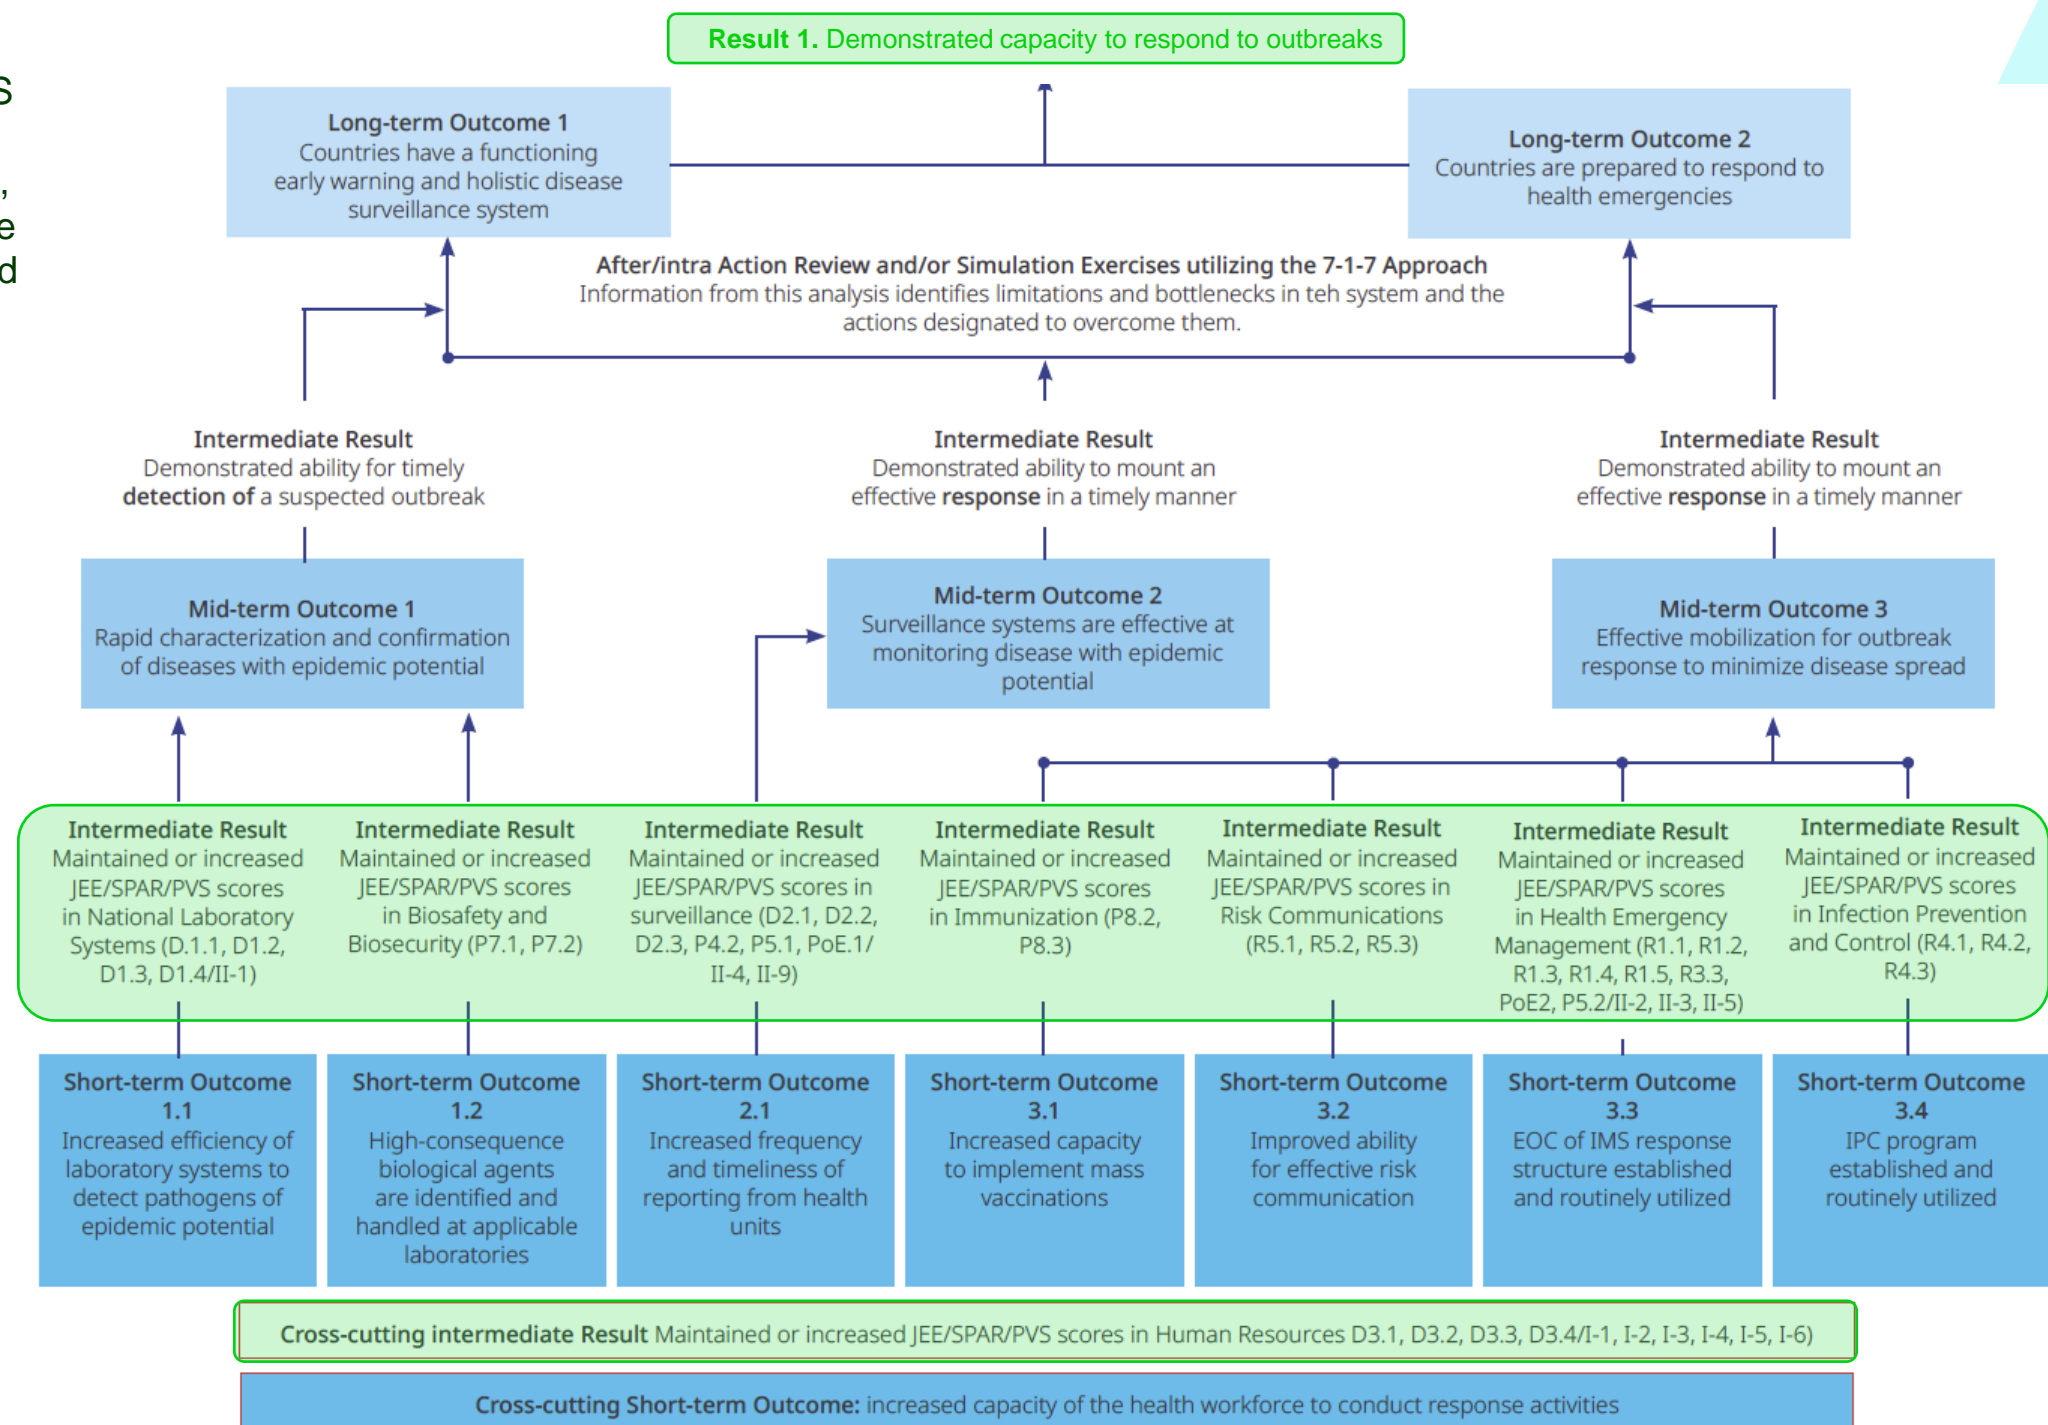 Result 1. Demonstrated capacity to respond to outbreaks
S
,
e
d
Long-term Outcome 1
Countries have a functioning
early warning and holistic disease
surveillance system
Long-term Outcome 2
Countries are prepared to respond to
health emergencies
After/intra Action Review and/or Simulation Exercises utilizing the 7-1-7 Approach
Information from this analysis identifies limitations and bottlenecks in teh system and the
actions designated to overcome them.
Intermediate Result
Demonstrated ability for timely
detection of a suspected outbreak
Intermediate Result
Demonstrated ability to mount an
effective response in a timely manner
Intermediate Result
Demonstrated ability to mount an
effective response in a timely manner
Mid-term Outcome 1
Rapid characterization and confirmation
of diseases with epidemic potential
Mid-term Outcome 2
Surveillance systems are effective at
monitoring disease with epidemic
potential
Mid-term Outcome 3
Effective mobilization for outbreak
response to minimize disease spread
Intermediate Result
Maintained or increased
JEE/SPAR/PVS scores
in National Laboratory
Systems (D.1.1, D1.2,
D1.3, D1.4/II-1)
Intermediate Result
Maintained or increased
JEE/SPAR/PVS scores
in Biosafety and
Biosecurity (P7.1, P7.2)
Intermediate Result
Maintained or increased
JEE/SPAR/PVS scores in
surveillance (D2.1, D2.2,
D2.3, P4.2, P5.1, PoE.1/
II-4, II-9)
Intermediate Result
Maintained or increased
JEE/SPAR/PVS scores
in Immunization (P8.2,
P8.3)
Intermediate Result
Maintained or increased
JEE/SPAR/PVS scores in
Risk Communications
(R5.1, R5.2, R5.3)
Intermediate Result
Maintained or increased
JEE/SPAR/PVS scores
in Health Emergency
Management (R1.1, R1.2,
R1.3, R1.4, R1.5, R3.3,
PoE2, P5.2/II-2, II-3, II-5)
Intermediate Result
Maintained or increased
JEE/SPAR/PVS scores
in Infection Prevention
and Control (R4.1, R4.2,
R4.3)
Short-term Outcome
1.1
Increased efficiency of
laboratory systems to
detect pathogens of
epidemic potential
Short-term Outcome
1.2
High-consequence
biological agents
are identified and
handled at applicable
laboratories
Short-term Outcome
2.1
Increased frequency
and timeliness of
reporting from health
units
Short-term Outcome
3.1
Increased capacity
to implement mass
vaccinations
Short-term Outcome
3.2
Improved ability
for effective risk
communication
Short-term Outcome
3.3
EOC of IMS response
structure established
and routinely utilized
Short-term Outcome
3.4
IPC program
established and
routinely utilized
Cross-cutting intermediate Result Maintained or increased JEE/SPAR/PVS scores in Human Resources D3.1, D3.2, D3.3, D3.4/I-1, I-2, I-3, I-4, I-5, I-6)
Cross-cutting Short-term Outcome: increased capacity of the health workforce to conduct response activities